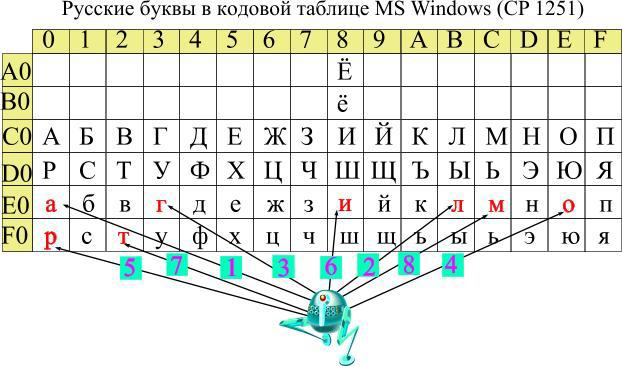 Русские буквы в кодовой таблице MS Windows (CP 1251)
0 1 2 3 4 5 6 7 8 9 A B C D E F
A0 Ё
B0 ё
C0 А Б В Г Д Е Ж З И Й К Л М Н О П
D0 Р С Т У Ф Х Ц Ч Ш Щ Ъ Ы Ь Э Ю Я
E0 а б в г д е ж з и й к л м н о п
F0 р с т у ф х ц ч ш щ ъ ы ь э ю я
5 7 1 3 6 2 8 4